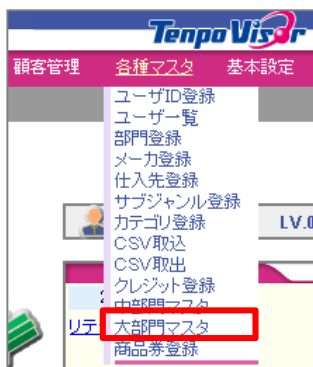 Tenpo Visor
顧客管理 各種マスタ 基本設定
ユーザID登録
ユーザ一覧
部門登録
メーカ登録
仕入先登録
サブジャンル登録
カテゴリ登録
LV.0
CSV取込
CSV取出
クレジット登録
中部門マスタ
リテ
大部門マスタ
商品券登録